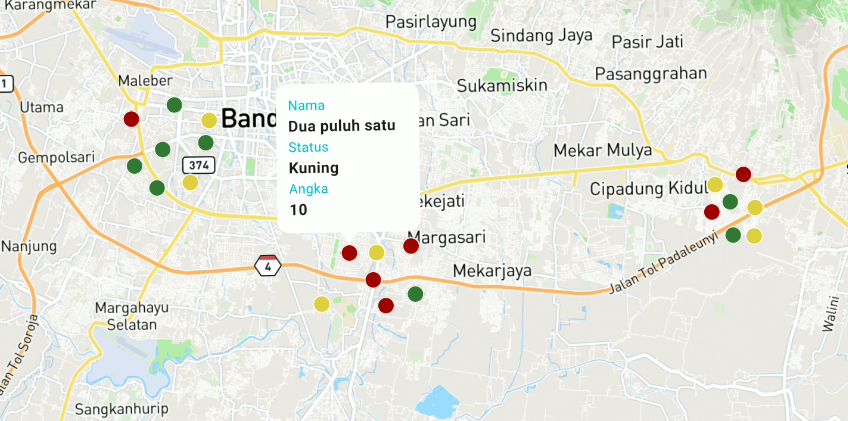 Karangmekar
Pasirlayung
Sindang Jaya
Pasir Jati
Pasanggrahan
Maleber
Sukamiskin
1
Utama
Band
an Sari
Nama
Dua puluh satu
Status
Kuning
Angka
10
Gempolsari
374
Mekar Mulya
Cipadung Kidul
ekejati
Margasari
Nanjung
4
Mekarjaya
Jalan Tol Padaleunyi
Margahayu
Selatan
Walini
alan Tol Soroja
Sangkanhurip